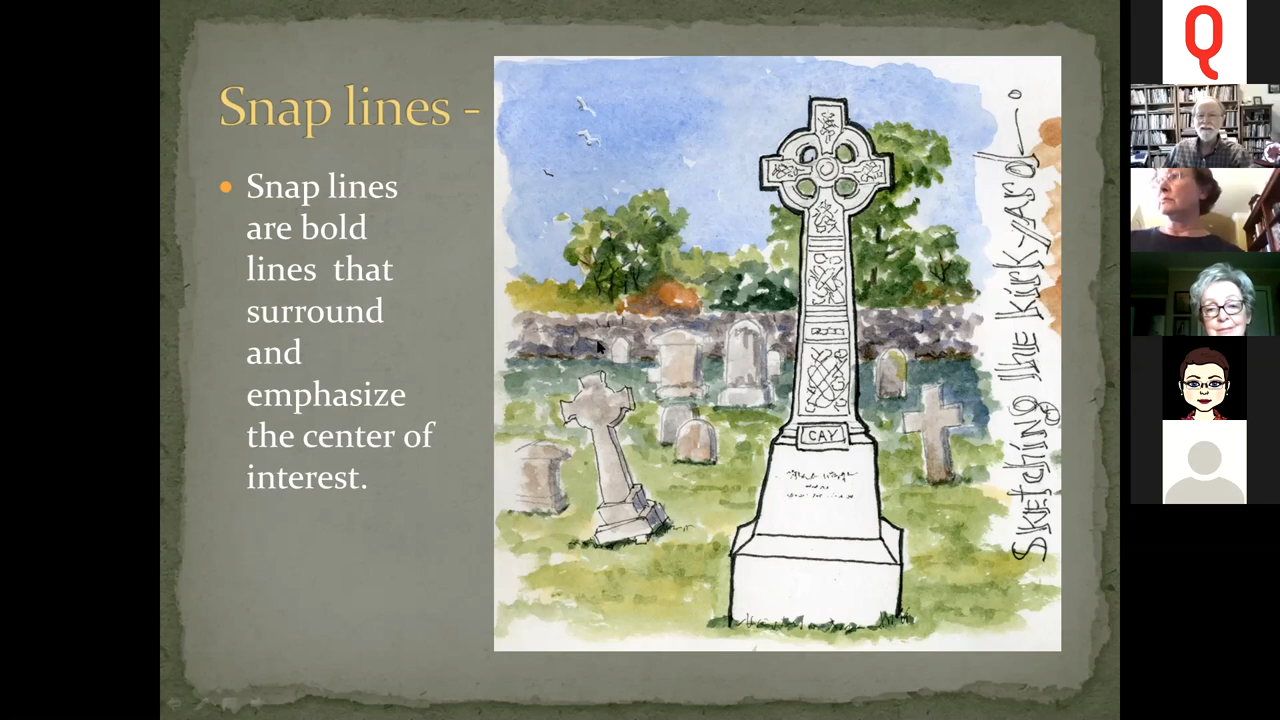 Snap lines -
Snap lines
are bold
lines that
surround
and
emphasize
the center of
interest.
CAY
Sketching the kirkyard
Q